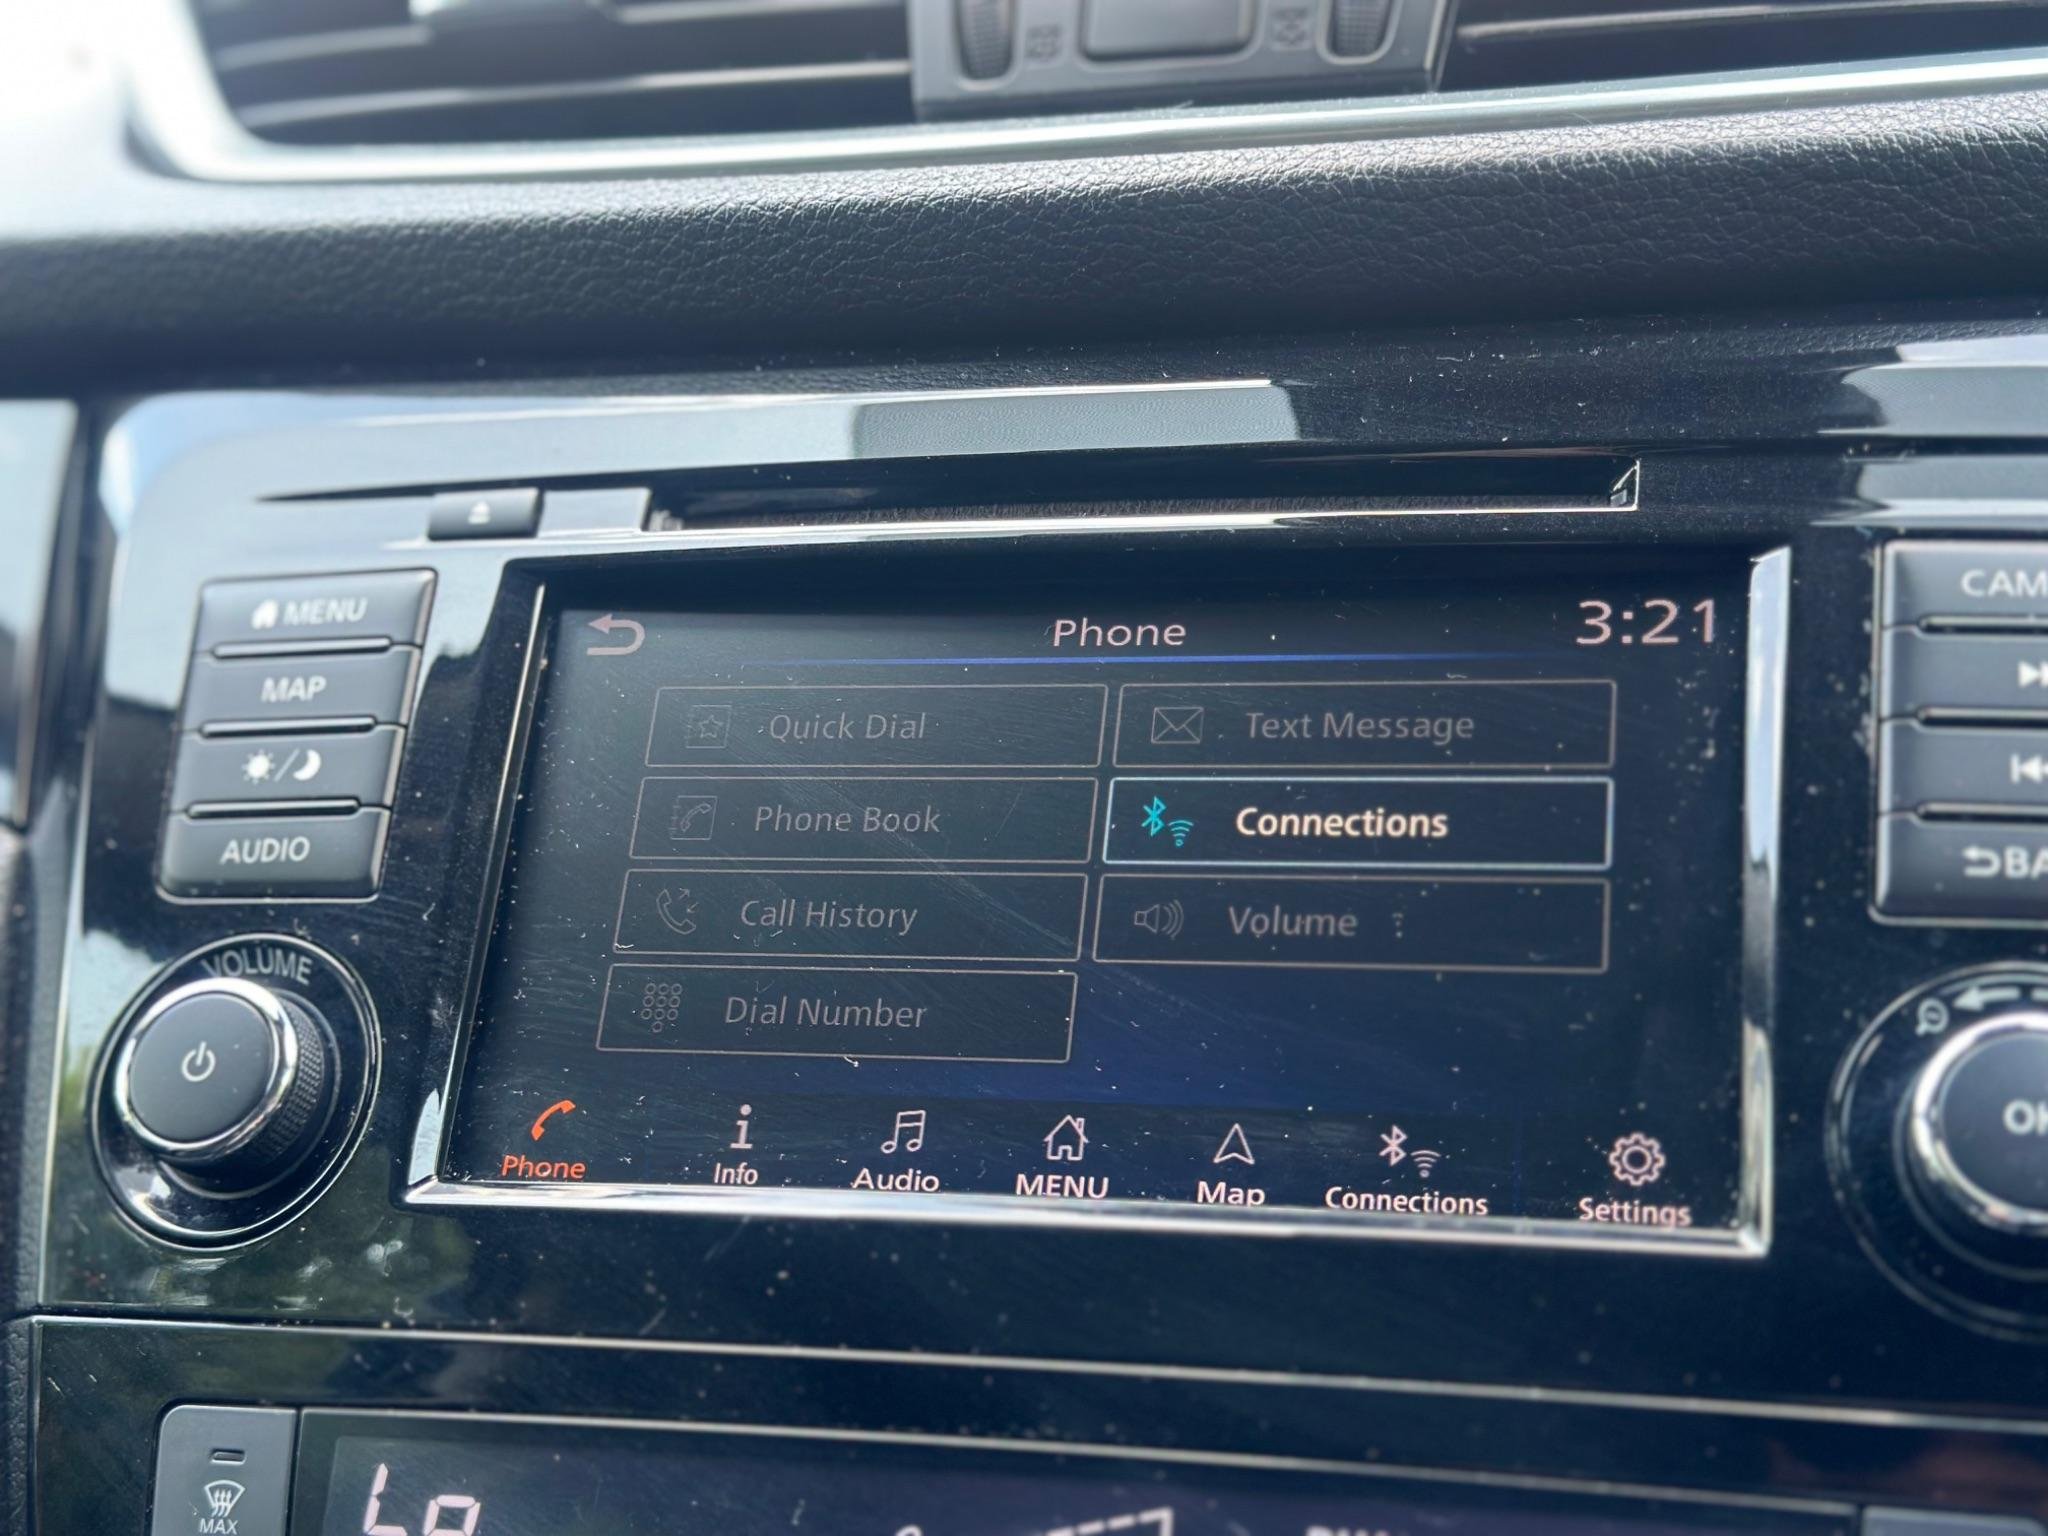 MENU
MAP
AUDIO
VOLUME
Phone
3:21
Quick Dial
Text Message
Phone Book
Connections
Call History
Volume
Dial Number
Phone
Info
Audio
MENU
Map
Connections
Settings
CAM
BA
OK
MAX
Lo